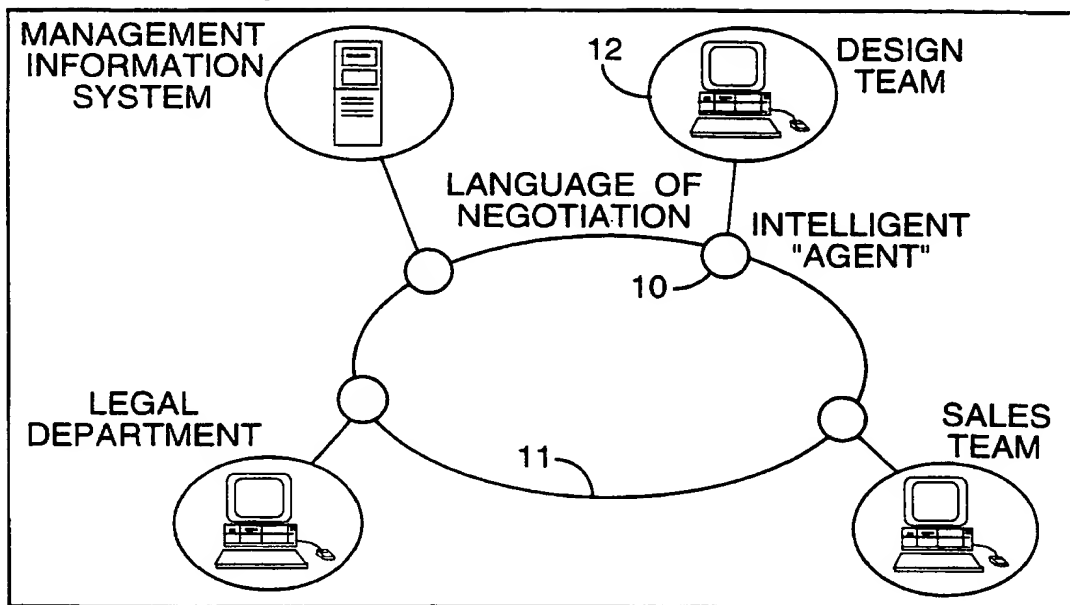 MANAGEMENT
INFORMATION
SYSTEM
12
DESIGN
TEAM
LANGUAGE OF
NEGOTIATION
INTELLIGENT
"AGENT"
10
LEGAL
DEPARTMENT
11
SALES
TEAM